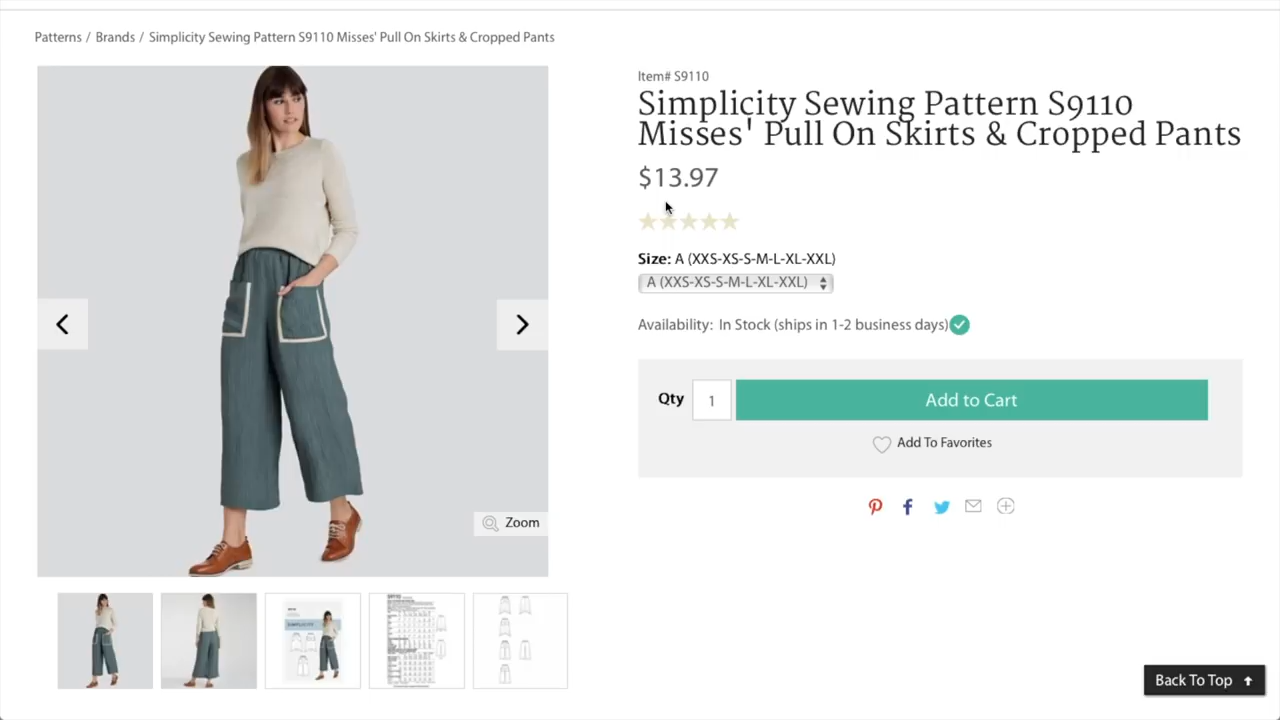 Patterns / Brands / Simplicity Sewing Pattern S9110 Misses' Pull On Skirts & Cropped Pants
Item# S9110
Simplicity Sewing Pattern S9110
Misses' Pull On Skirts & Cropped Pants
$13.97
Size: A (XXS-XS-S-M-L-XL-XXL)
A (XXS-XS-S-M-L-XL-XXL)
Availability: In Stock (ships in 1-2 business days)
Qty 1 Add to Cart
Add To Favorites
Zoom
SIMPLICITY
Back To Top